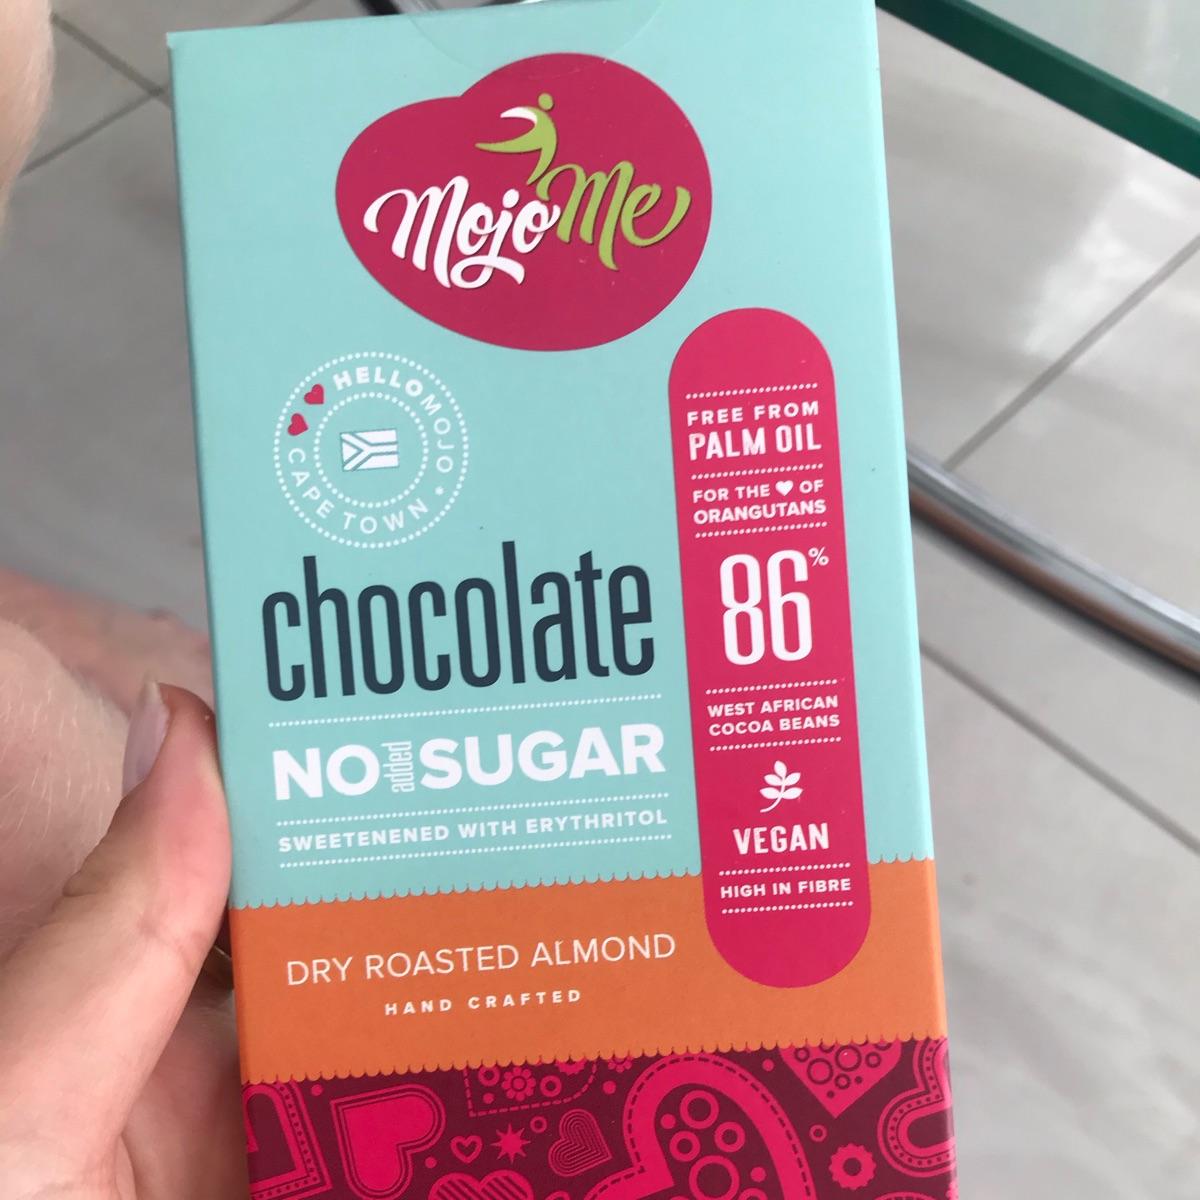 MojoMe
HELLOMOJO • CAPE TOWN
chocolate
NO added SUGAR
SWEETENENED WITH ERYTHRITOL
DRY ROASTED ALMOND
HAND CRAFTED
FREE FROM
PALM OIL
FOR THE ♥ OF
ORANGUTANS
86%
WEST AFRICAN
COCOA BEANS
VEGAN
HIGH IN FIBRE